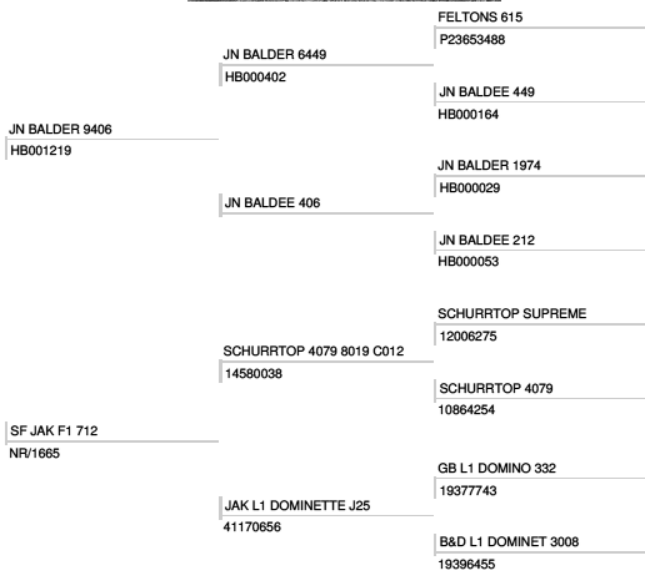 FELTONS 615
P23653488
JN BALDER 6449
HB000402
JN BALDEE 449
HB000164
JN BALDER 9406
HB001219
JN BALDER 1974
HB000029
JN BALDEE 406
JN BALDEE 212
HB000053
SCHURRTOP SUPREME
12006275
SCHURRTOP 4079 8019 C012
14580038
SCHURRTOP 4079
10864254
SF JAK F1 712
NR/1665
GB L1 DOMINO 332
19377743
JAK L1 DOMINETTE J25
41170656
B&D L1 DOMINET 3008
19396455